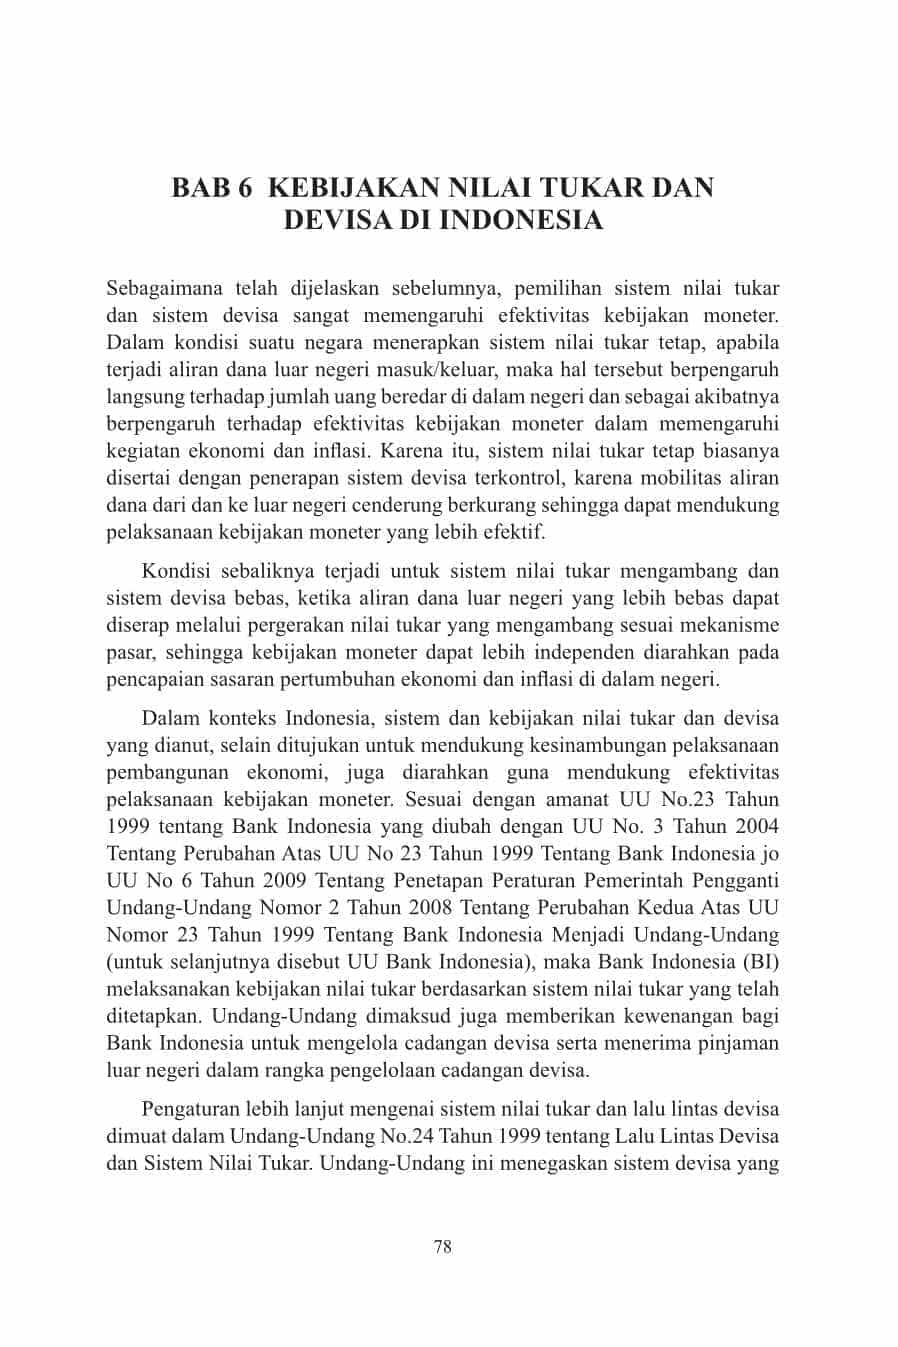 BAB 6 KEBIJAKAN NILAI TUKAR DAN
DEVISA DI INDONESIA
Sebagaimana telah dijelaskan sebelumnya, pemilihan sistem nilai tukar
dan sistem devisa sangat memengaruhi efektivitas kebijakan moneter.
Dalam kondisi suatu negara menerapkan sistem nilai tukar tetap, apabila
terjadi aliran dana luar negeri masuk/keluar, maka hal tersebut berpengaruh
langsung terhadap jumlah uang beredar di dalam negeri dan sebagai akibatnya
berpengaruh terhadap efektivitas kebijakan moneter dalam memengaruhi
kegiatan ekonomi dan inflasi. Karena itu, sistem nilai tukar tetap biasanya
disertai dengan penerapan sistem devisa terkontrol, karena mobilitas aliran
dana dari dan ke luar negeri cenderung berkurang sehingga dapat mendukung
pelaksanaan kebijakan moneter yang lebih efektif.
Kondisi sebaliknya terjadi untuk sistem nilai tukar mengambang dan
sistem devisa bebas, ketika aliran dana luar negeri yang lebih bebas dapat
diserap melalui pergerakan nilai tukar yang mengambang sesuai mekanisme
pasar, sehingga kebijakan moneter dapat lebih independen diarahkan pada
pencapaian sasaran pertumbuhan ekonomi dan inflasi di dalam negeri.
Dalam konteks Indonesia, sistem dan kebijakan nilai tukar dan devisa
yang dianut, selain ditujukan untuk mendukung kesinambungan pelaksanaan
pembangunan ekonomi, juga diarahkan guna mendukung efektivitas
pelaksanaan kebijakan moneter. Sesuai dengan amanat UU No.23 Tahun
1999 tentang Bank Indonesia yang diubah dengan UU No. 3 Tahun 2004
Tentang Perubahan Atas UU No 23 Tahun 1999 Tentang Bank Indonesia jo
UU No 6 Tahun 2009 Tentang Penetapan Peraturan Pemerintah Pengganti
Undang-Undang Nomor 2 Tahun 2008 Tentang Perubahan Kedua Atas UU
Nomor 23 Tahun 1999 Tentang Bank Indonesia Menjadi Undang-Undang
(untuk selanjutnya disebut UU Bank Indonesia), maka Bank Indonesia (BI)
melaksanakan kebijakan nilai tukar berdasarkan sistem nilai tukar yang telah
ditetapkan. Undang-Undang dimaksud juga memberikan kewenangan bagi
Bank Indonesia untuk mengelola cadangan devisa serta menerima pinjaman
luar negeri dalam rangka pengelolaan cadangan devisa.
Pengaturan lebih lanjut mengenai sistem nilai tukar dan lalu lintas devisa
dimuat dalam Undang-Undang No.24 Tahun 1999 tentang Lalu Lintas Devisa
dan Sistem Nilai Tukar. Undang-Undang ini menegaskan sistem devisa yang
78